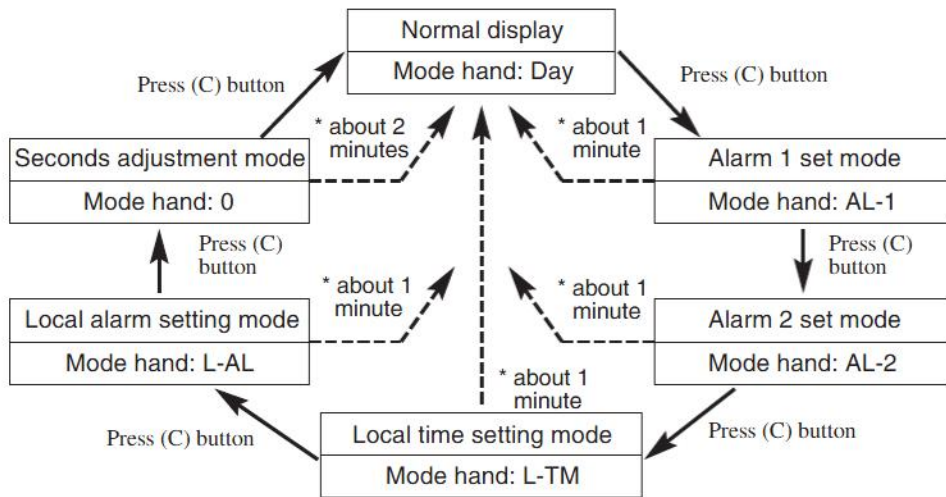 Normal display
Mode hand: Day
Press (C) button
Press (C) button
* about 2
minutes
* about 1
minute
Seconds adjustment mode
Mode hand: 0
Alarm 1 set mode
Mode hand: AL-1
Press (C)
button
Press (C)
button
* about 1
minute
* about 1
minute
Local alarm setting mode
Mode hand: L-AL
Alarm 2 set mode
Mode hand: AL-2
* about 1
minute
Press (C) button
Press (C) button
Local time setting mode
Mode hand: L-TM